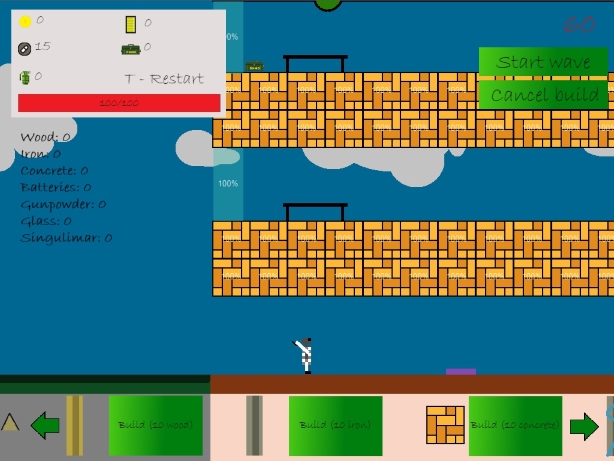 0 0
15 0
0 T - Restart
100/100
Wood: 0
Iron: 0
Concrete: 0
Batteries: 0
Gunpowder: 0
Glass: 0
Singulimar: 0
60
Start wave
Cancel build
100%
Build (10 wood)
Build (10 iron)
Build (10 concrete)